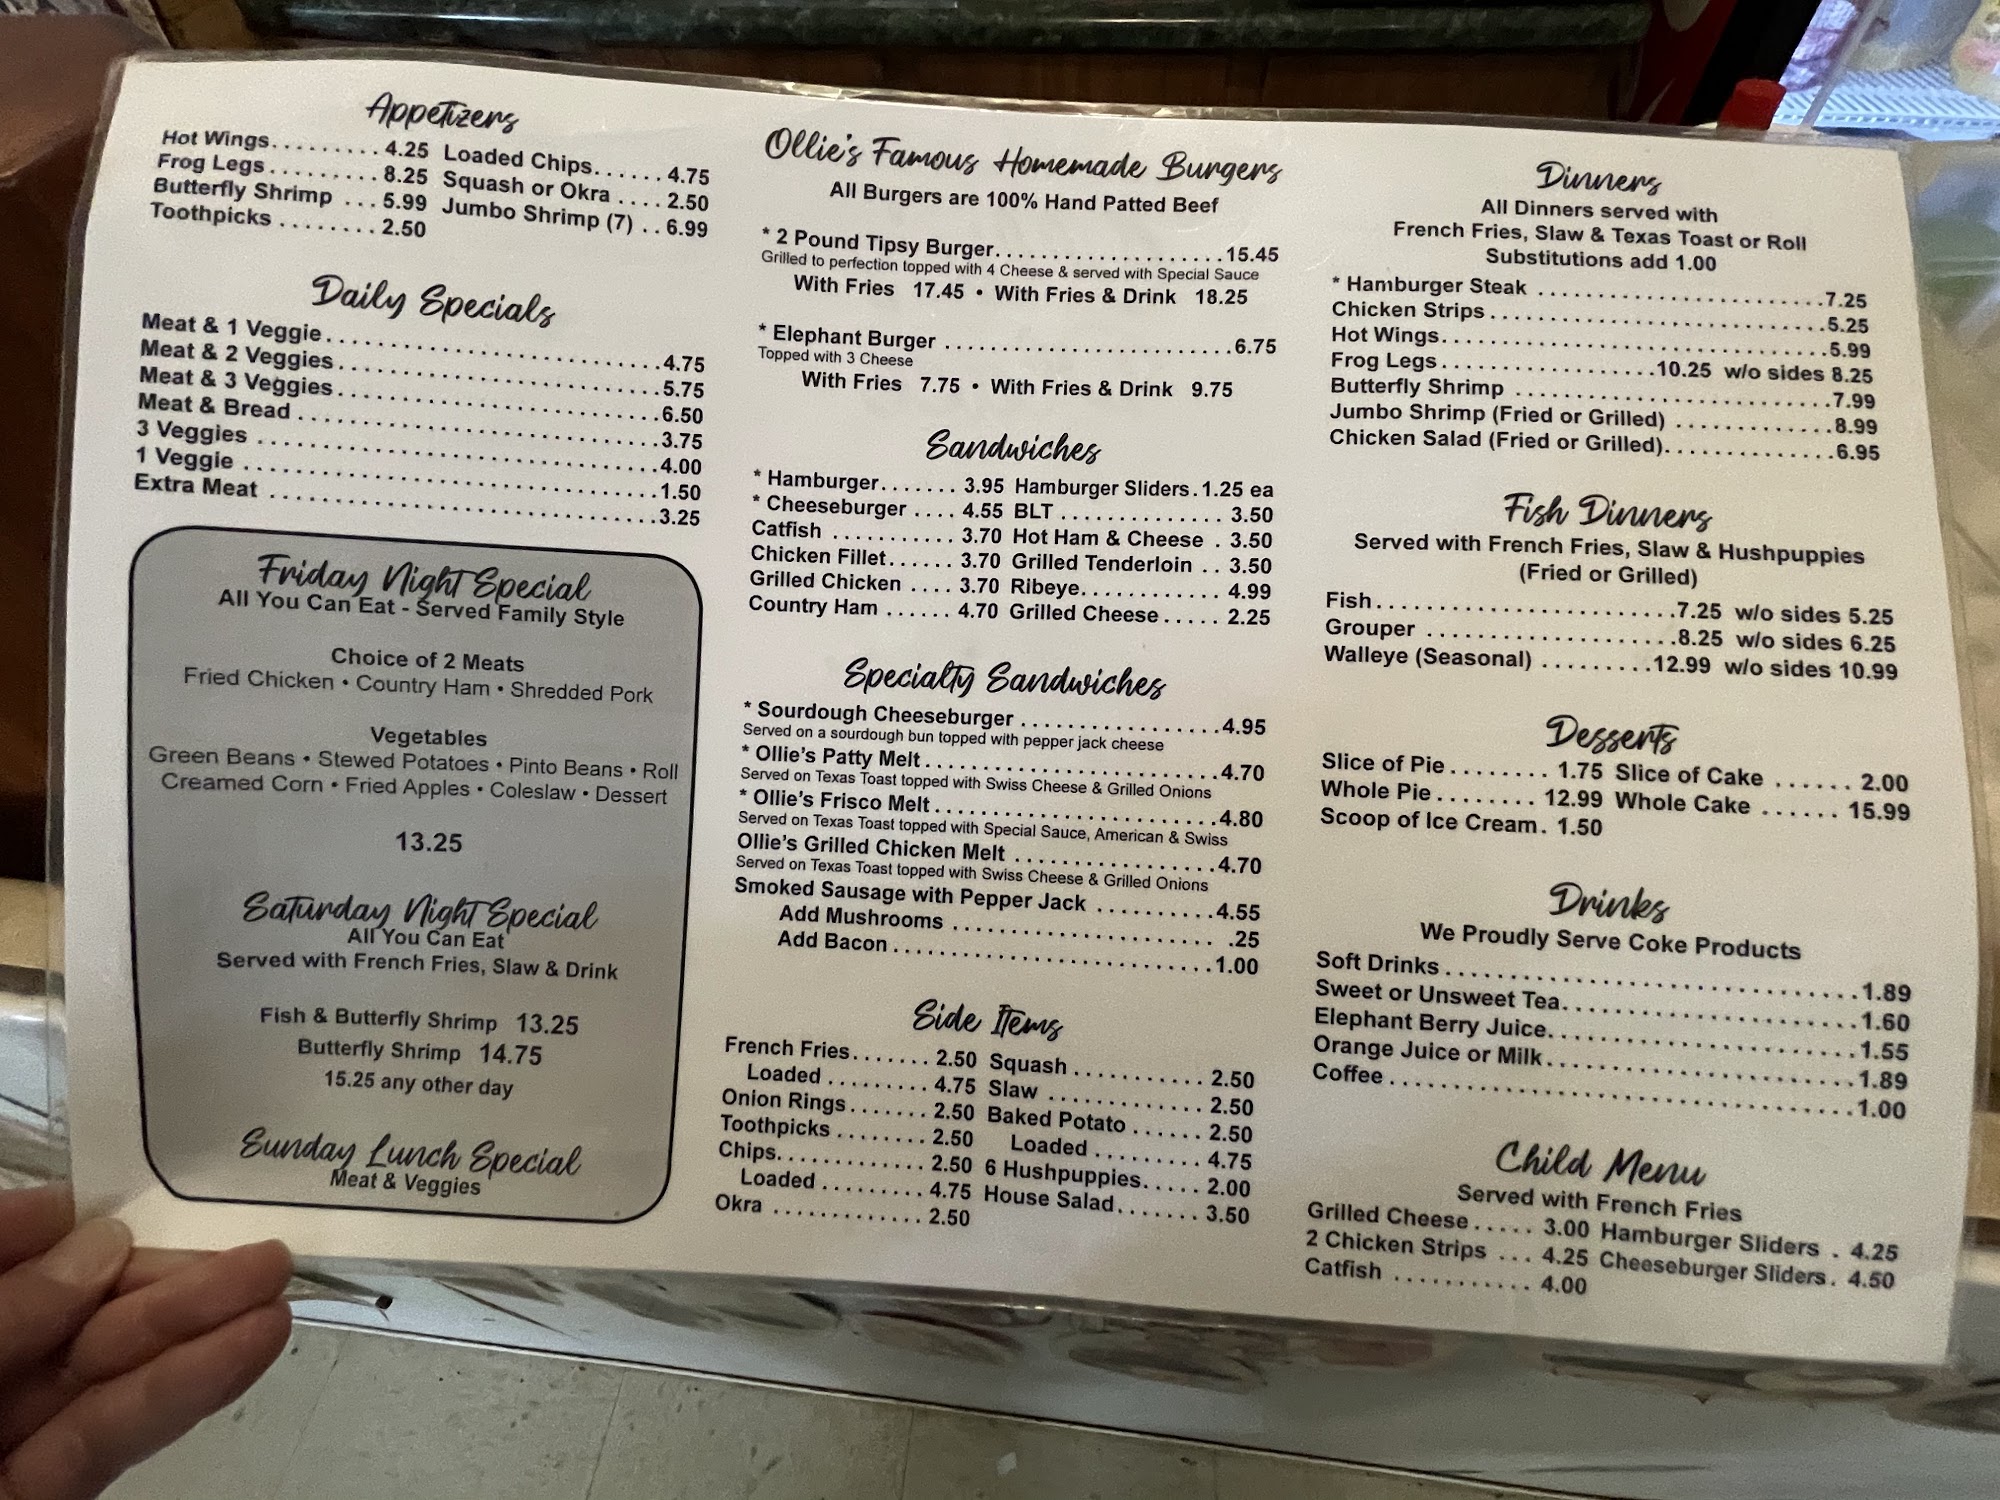 Appetizers
Hot Wings......... 4.25 Loaded Chips...... 4.75
Frog Legs......... 8.25 Squash or Okra .... 2.50
Butterfly Shrimp ... 5.99 Jumbo Shrimp (7) .. 6.99
Toothpicks ........ 2.50
Daily Specials
Meat & 1 Veggie............................4.75
Meat & 2 Veggies...........................5.75
Meat & 3 Veggies...........................6.50
Meat & Bread ..............................3.75
3 Veggies .................................4.00
1 Veggie ..................................1.50
Extra Meat ................................3.25
Friday Night Special
All You Can Eat - Served Family Style
Choice of 2 Meats
Fried Chicken • Country Ham • Shredded Pork
Vegetables
Green Beans • Stewed Potatoes • Pinto Beans • Roll
Creamed Corn • Fried Apples • Coleslaw • Dessert
13.25
Saturday Night Special
All You Can Eat
Served with French Fries, Slaw & Drink
Fish & Butterfly Shrimp 13.25
Butterfly Shrimp 14.75
15.25 any other day
Sunday Lunch Special
Meat & Veggies
Ollie's Famous Homemade Burgers
All Burgers are 100% Hand Patted Beef
* 2 Pound Tipsy Burger.....................15.45
Grilled to perfection topped with 4 Cheese & served with Special Sauce
With Fries 17.45 • With Fries & Drink 18.25
* Elephant Burger ..........................6.75
Topped with 3 Cheese
With Fries 7.75 • With Fries & Drink 9.75
Sandwiches
* Hamburger....... 3.95 Hamburger Sliders.1.25 ea
* Cheeseburger .... 4.55 BLT ............. 3.50
Catfish ........... 3.70 Hot Ham & Cheese . 3.50
Chicken Fillet...... 3.70 Grilled Tenderloin .. 3.50
Grilled Chicken .... 3.70 Ribeye............ 4.99
Country Ham ...... 4.70 Grilled Cheese..... 2.25
Specialty Sandwiches
* Sourdough Cheeseburger ..................4.95
Served on a sourdough bun topped with pepper jack cheese
* Ollie's Patty Melt..........................4.70
Served on Texas Toast topped with Swiss Cheese & Grilled Onions
* Ollie's Frisco Melt.........................4.80
Served on Texas Toast topped with Special Sauce, American & Swiss
Ollie's Grilled Chicken Melt .................4.70
Served on Texas Toast topped with Swiss Cheese & Grilled Onions
Smoked Sausage with Pepper Jack ..........4.55
Add Mushrooms ....................... .25
Add Bacon ............................1.00
Side Items
French Fries....... 2.50 Squash ........... 2.50
Loaded ......... 4.75 Slaw ............. 2.50
Onion Rings....... 2.50 Baked Potato ...... 2.50
Toothpicks ........ 2.50 Loaded ......... 4.75
Chips............. 2.50 6 Hushpuppies..... 2.00
Loaded ......... 4.75 House Salad....... 3.50
Okra ............. 2.50
Dinners
All Dinners served with
French Fries, Slaw & Texas Toast or Roll
Substitutions add 1.00
* Hamburger Steak .........................7.25
Chicken Strips.............................5.25
Hot Wings.................................5.99
Frog Legs...................10.25 w/o sides 8.25
Butterfly Shrimp ...........................7.99
Jumbo Shrimp (Fried or Grilled) .............8.99
Chicken Salad (Fried or Grilled)..............6.95
Fish Dinners
Served with French Fries, Slaw & Hushpuppies
(Fried or Grilled)
Fish.........................7.25 w/o sides 5.25
Grouper .....................8.25 w/o sides 6.25
Walleye (Seasonal) .........12.99 w/o sides 10.99
Desserts
Slice of Pie........ 1.75 Slice of Cake ...... 2.00
Whole Pie........ 12.99 Whole Cake ...... 15.99
Scoop of Ice Cream. 1.50
Drinks
We Proudly Serve Coke Products
Soft Drinks................................1.89
Sweet or Unsweet Tea......................1.60
Elephant Berry Juice.......................1.55
Orange Juice or Milk.......................1.89
Coffee ....................................1.00
Child Menu
Served with French Fries
Grilled Cheese..... 3.00 Hamburger Sliders . 4.25
2 Chicken Strips ... 4.25 Cheeseburger Sliders. 4.50
Catfish ........... 4.00